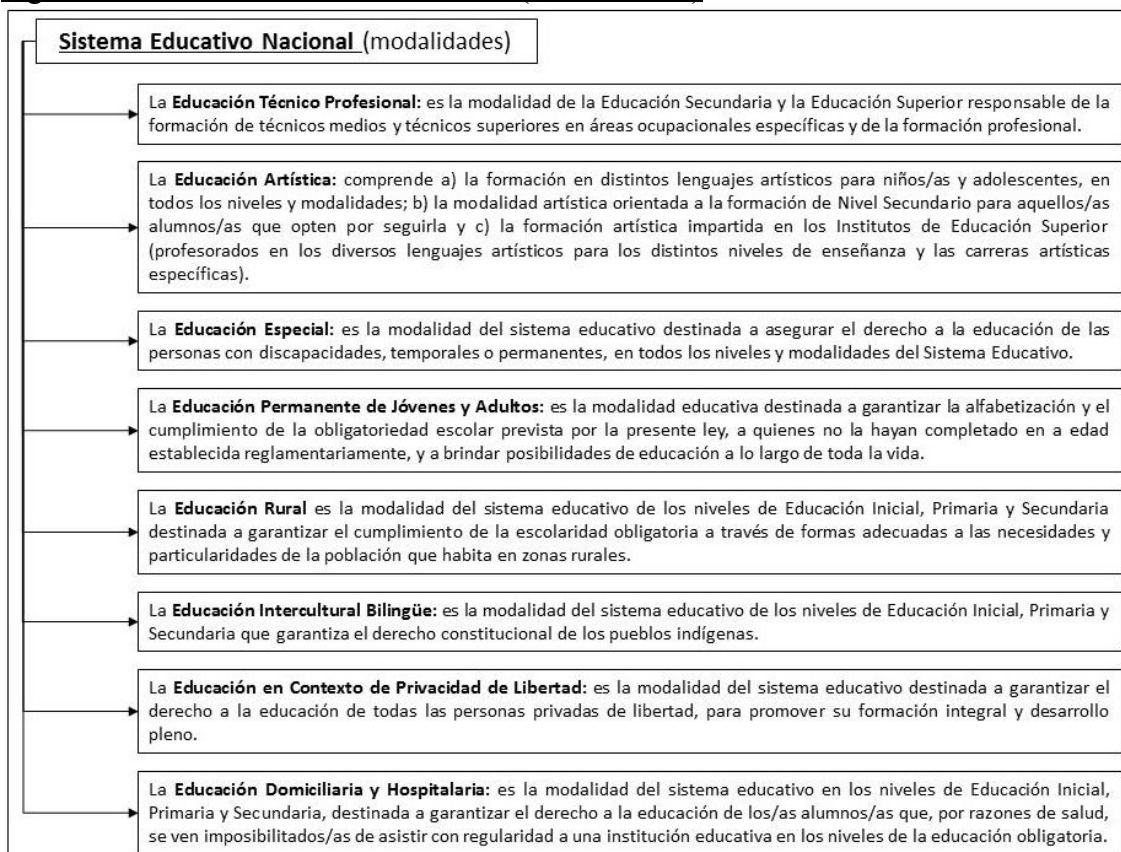 Sistema Educativo Nacional (modalidades)
La Educación Técnico Profesional: es la modalidad de la Educación Secundaria y la Educación Superior responsable de la
formación de técnicos medios y técnicos superiores en áreas ocupacionales específicas y de la formación profesional.
La Educación Artística: comprende a) la formación en distintos lenguajes artísticos para niños/as y adolescentes, en
todos los niveles y modalidades; b) la modalidad artística orientada a la formación de Nivel Secundario para aquellos/as
alumnos/as que opten por seguirla y c) la formación artística impartida en los Institutos de Educación Superior
(profesorados en los diversos lenguajes artísticos para los distintos niveles de enseñanza y las carreras artísticas
específicas).
La Educación Especial: es la modalidad del sistema educativo destinada a asegurar el derecho a la educación de las
personas con discapacidades, temporales o permanentes, en todos los niveles y modalidades del Sistema Educativo.
La Educación Permanente de Jóvenes y Adultos: es la modalidad educativa destinada a garantizar la alfabetización y el
cumplimiento de la obligatoriedad escolar prevista por la presente ley, a quienes no la hayan completado en a edad
establecida reglamentariamente, y a brindar posibilidades de educación a lo largo de toda la vida.
La Educación Rural es la modalidad del sistema educativo de los niveles de Educación Inicial, Primaria y Secundaria
destinada a garantizar el cumplimiento de la escolaridad obligatoria a través de formas adecuadas a las necesidades y
particularidades de la población que habita en zonas rurales.
La Educación Intercultural Bilingüe: es la modalidad del sistema educativo de los niveles de Educación Inicial, Primaria y
Secundaria que garantiza el derecho constitucional de los pueblos indígenas.
La Educación en Contexto de Privacidad de Libertad: es la modalidad del sistema educativo destinada a garantizar el
derecho a la educación de todas las personas privadas de libertad, para promover su formación integral y desarrollo
pleno.
La Educación Domiciliaria y Hospitalaria: es la modalidad del sistema educativo en los niveles de Educación Inicial,
Primaria y Secundaria, destinada a garantizar el derecho a la educación de los/as alumnos/as que, por razones de salud,
se ven imposibilitados/as de asistir con regularidad a una institución educativa en los niveles de la educación obligatoria.